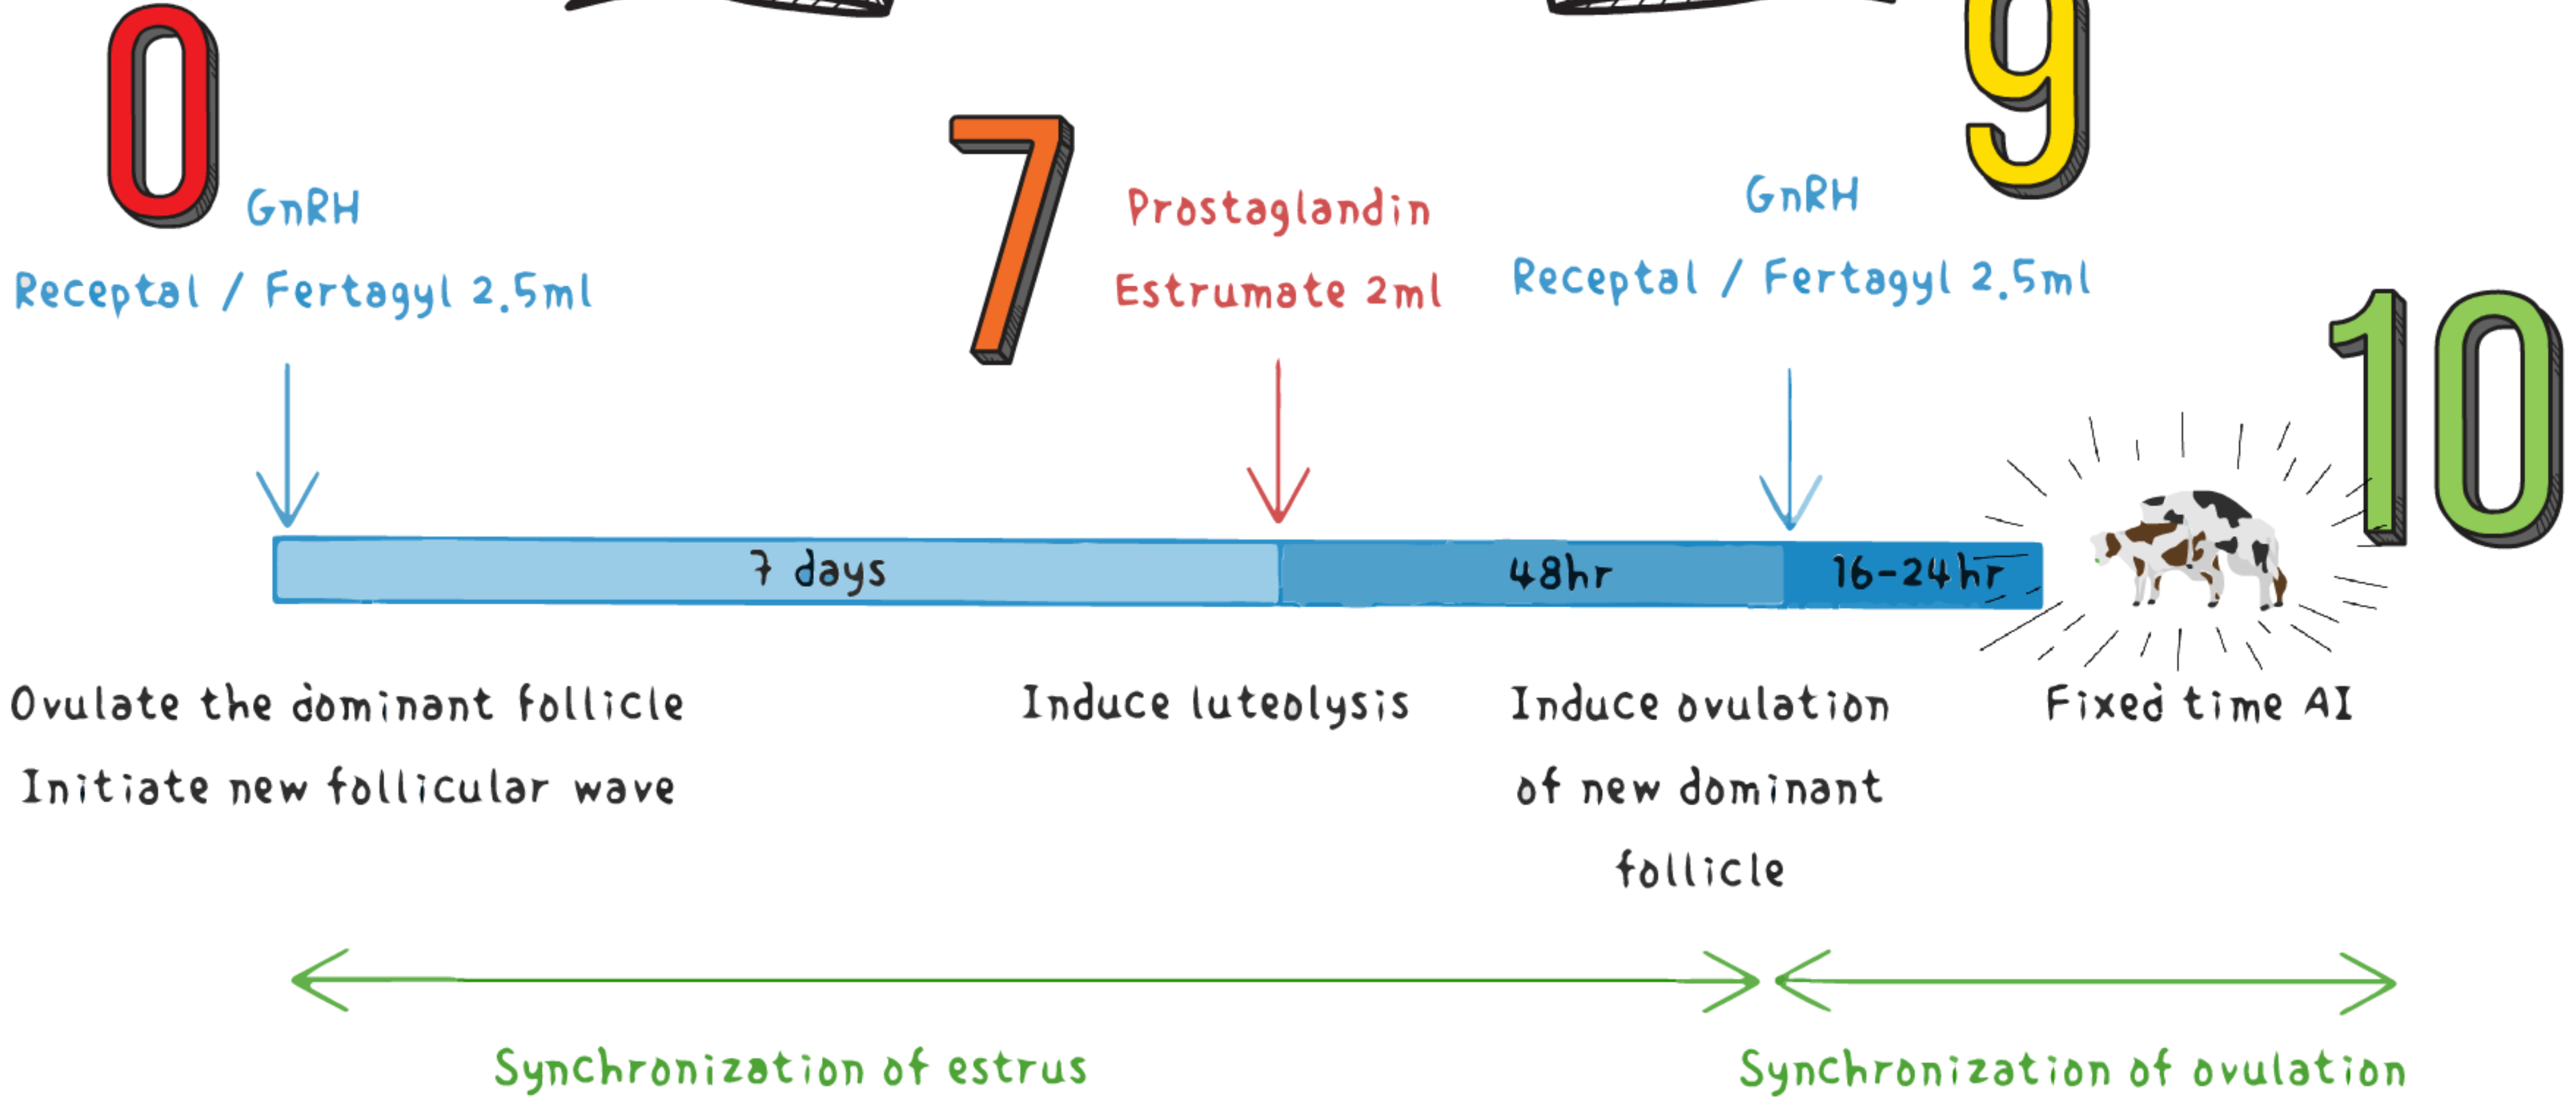 0
9
7
GnRH
Receptal / Fertagyl 2.5ml
Prostaglandin
Estrumate 2ml
GnRH
Receptal / Fertagyl 2.5ml
10
7 days
48hr
16-24hr
Ovulate the dominant follicle
Initiate new follicular wave
Induce luteolysis
Induce ovulation
of new dominant
follicle
Fixed time AI
Synchronization of estrus
Synchronization of ovulation